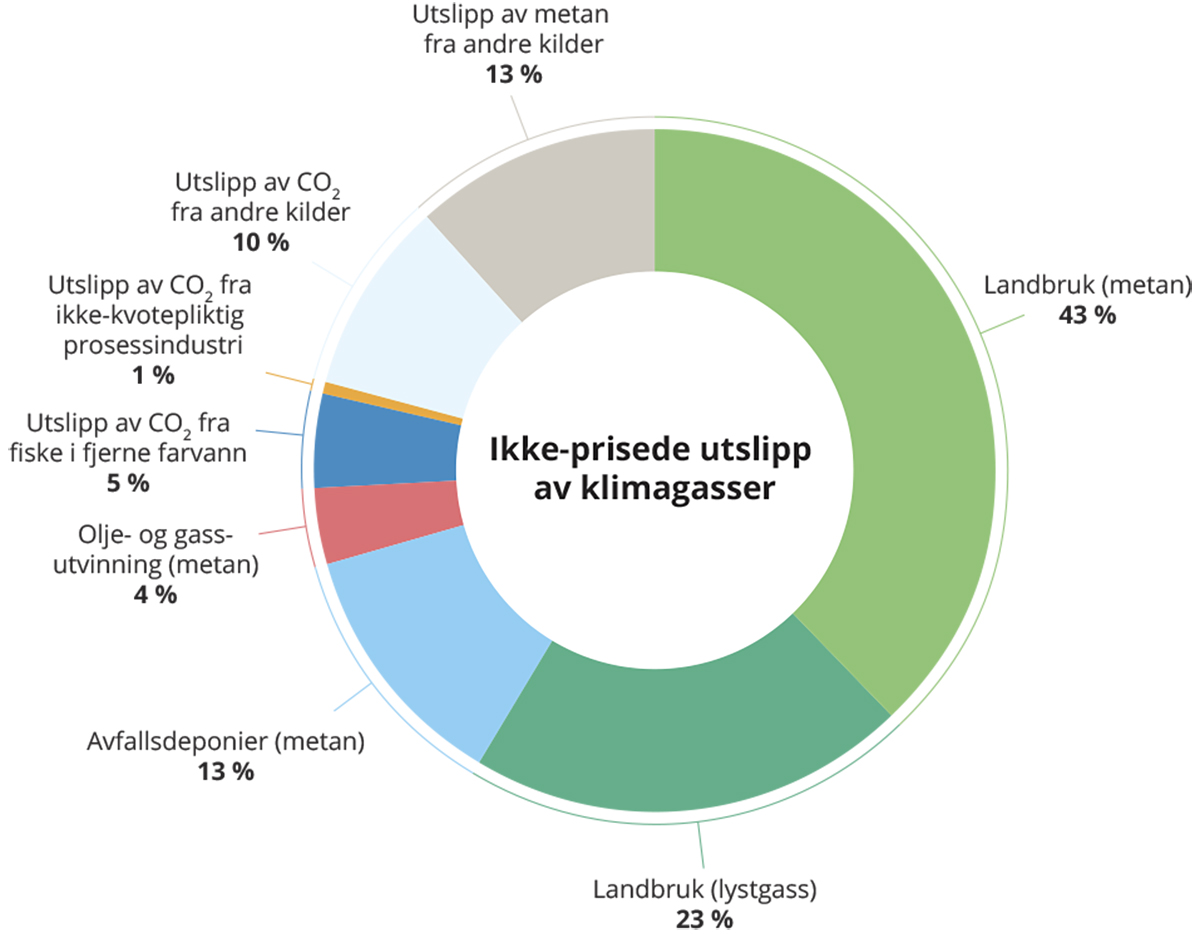 Utslipp av metan
fra andre kilder
13 %
Utslipp av CO₂
fra andre kilder
10 %
Utslipp av CO₂ fra
ikke-kvotepliktig
prosessindustri
1 %
Utslipp av CO₂ fra
fiske i fjerne farvann
5 %
Olje- og gass-
utvinning (metan)
4 %
Avfallsdeponier (metan)
13 %
Landbruk (lystgass)
23 %
Landbruk (metan)
43 %
Ikke-prisede utslipp
av klimagasser